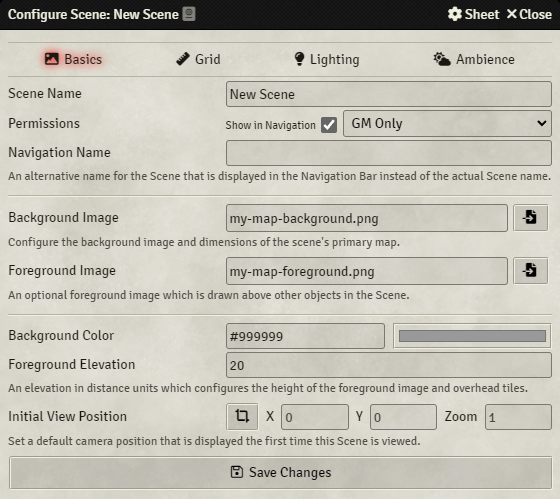 Configure Scene: New Scene Sheet Close
Basics Grid Lighting Ambience
Scene Name New Scene
Permissions Show in Navigation GM Only
Navigation Name
An alternative name for the Scene that is displayed in the Navigation Bar instead of the actual Scene name.
Background Image my-map-background.png
Configure the background image and dimensions of the scene's primary map.
Foreground Image my-map-foreground.png
An optional foreground image which is drawn above other objects in the Scene.
Background Color #999999
Foreground Elevation 20
An elevation in distance units which configures the height of the foreground image and overhead tiles.
Initial View Position X 0 Y 0 Zoom 1
Set a default camera position that is displayed the first time this Scene is viewed.
Save Changes